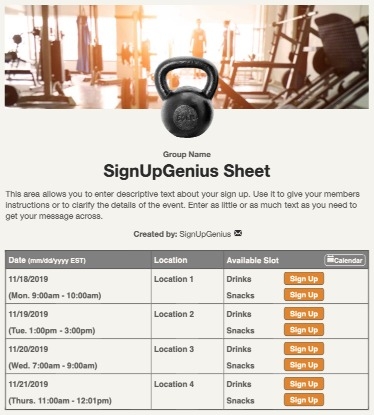 Group Name
SignUpGenius Sheet
This area allows you to enter descriptive text about your sign up. Use it to give your members
instructions or to clarify the details of the event. Enter as little or as much text as you need to
get your message across.
Created by: SignUpGenius
Date (mm/dd/yyyy EST) Location Available Slot Calendar
11/18/2019 Location 1 Drinks Sign Up
(Mon. 9:00am - 10:00am) Snacks Sign Up
11/19/2019 Location 2 Drinks Sign Up
(Tue. 1:00pm - 3:00pm) Snacks Sign Up
11/20/2019 Location 3 Drinks Sign Up
(Wed. 7:00am - 9:00am) Snacks Sign Up
11/21/2019 Location 4 Drinks Sign Up
(Thurs. 11:00am - 12:01pm) Snacks Sign Up